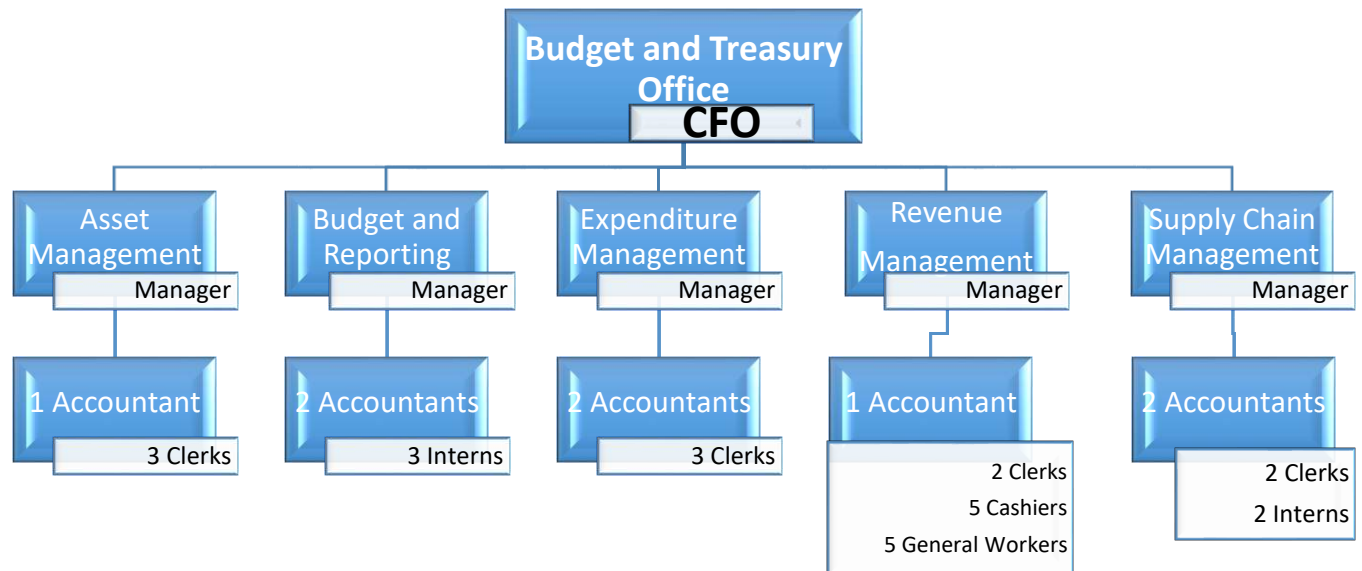 Budget and Treasury
Office
CFO
Asset
Management
Manager
Budget and
Reporting
Manager
Expenditure
Management
Manager
Revenue
Management
Manager
Supply Chain
Management
Manager
1 Accountant
3 Clerks
2 Accountants
3 Interns
2 Accountants
3 Clerks
1 Accountant
2 Clerks
5 Cashiers
5 General Workers
2 Accountants
2 Clerks
2 Interns